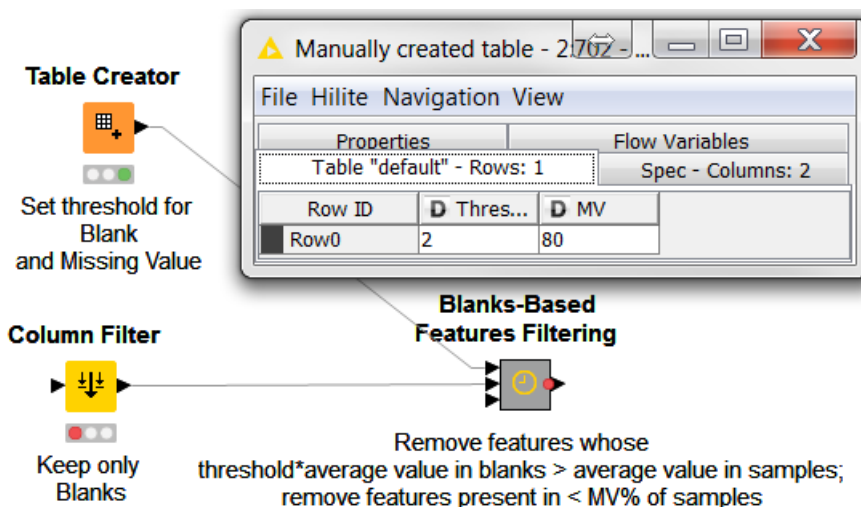 Manually created table - 2:702 - ...
Table Creator
File Hilite Navigation View
Properties Flow Variables
Table "default" - Rows: 1 Spec - Columns: 2
Row ID D Thres... D MV
Row0 2 80
Set threshold for
Blank
and Missing Value
Blanks-Based
Features Filtering
Column Filter
Keep only
Blanks
Remove features whose
threshold*average value in blanks > average value in samples;
remove features present in < MV% of samples